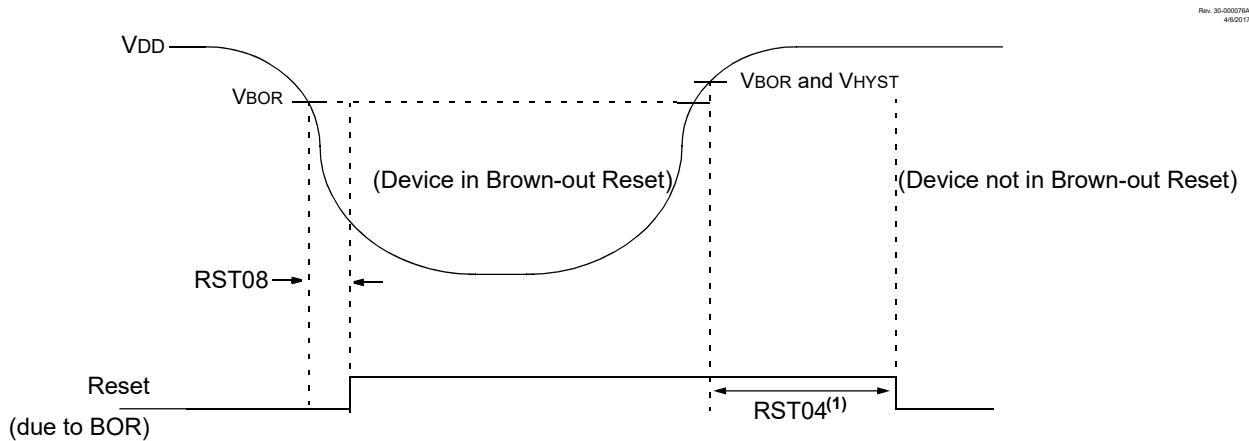 Rev. 30-000076A
4/6/2017
VDD
VBOR
VBOR and VHYST
(Device in Brown-out Reset)
(Device not in Brown-out Reset)
RST08
Reset
(due to BOR)
RST04(1)